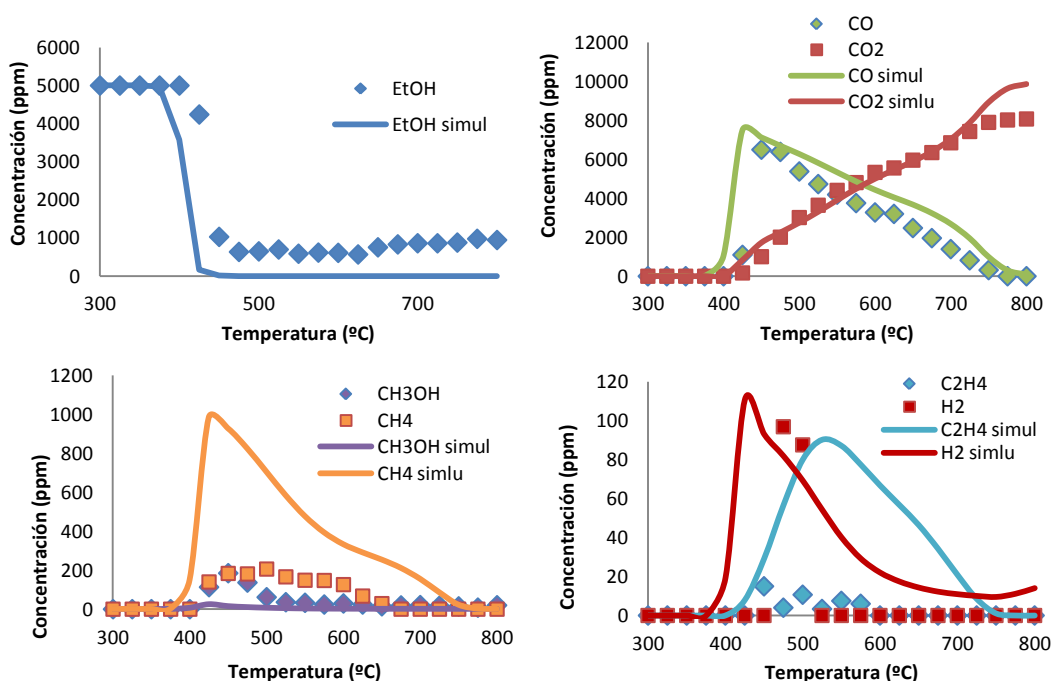 Concentración (ppm)
6000
5000
4000
3000
2000
1000
0
300
500
700
Temperatura (ºC)
EtOH
EtOH simul
Concentración (ppm)
12000
10000
8000
6000
4000
2000
0
300
400
500
600
700
800
Temperatura (ºC)
CO
CO2
CO simul
CO2 simlu
Concentración (ppm)
1200
1000
800
600
400
200
0
300
400
500
600
700
800
Temperatura (ºC)
CH3OH
CH4
CH3OH simul
CH4 simlu
Concentración (ppm)
120
100
80
60
40
20
0
300
400
500
600
700
800
Temperatura (ºC)
C2H4
H2
C2H4 simul
H2 simlu